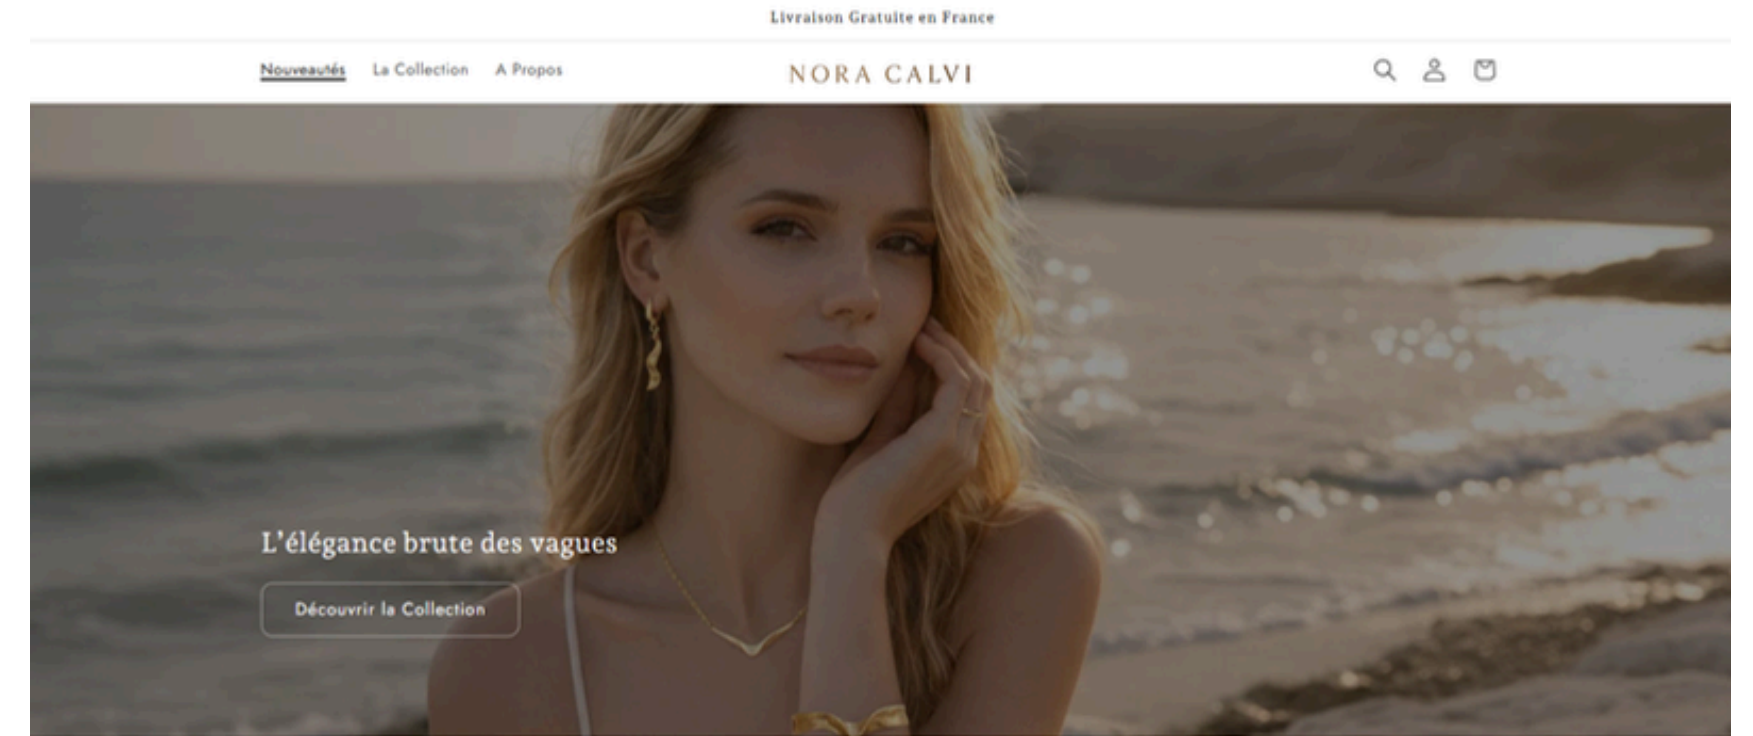 Livraison Gratuite en France
Nouveautés La Collection A Propos
NORA CALVI
L'élégance brute des vagues
Découvrir la Collection